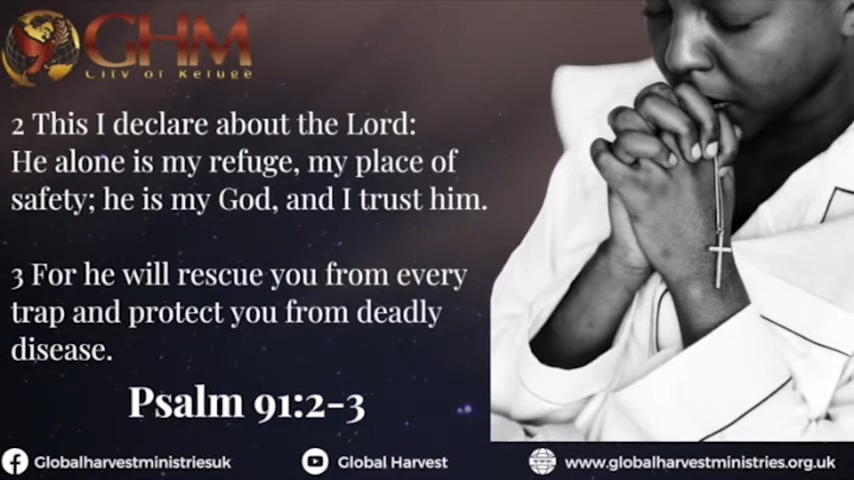 GHM
City of Refuge
2 This I declare about the Lord:
He alone is my refuge, my place of
safety; he is my God, and I trust him.
3 For he will rescue you from every
trap and protect you from deadly
disease.
Psalm 91:2-3
Globalharvestministriesuk
Global Harvest
www.globalharvestministries.org.uk